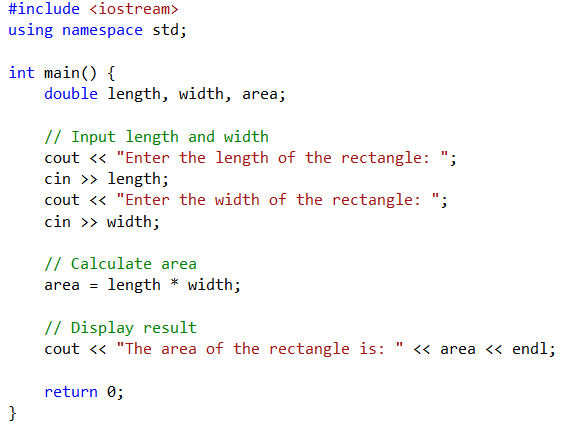 #include <iostream>
using namespace std;

int main() {
    double length, width, area;

    // Input length and width
    cout << "Enter the length of the rectangle: ";
    cin >> length;
    cout << "Enter the width of the rectangle: ";
    cin >> width;

    // Calculate area
    area = length * width;

    // Display result
    cout << "The area of the rectangle is: " << area << endl;

    return 0;
}